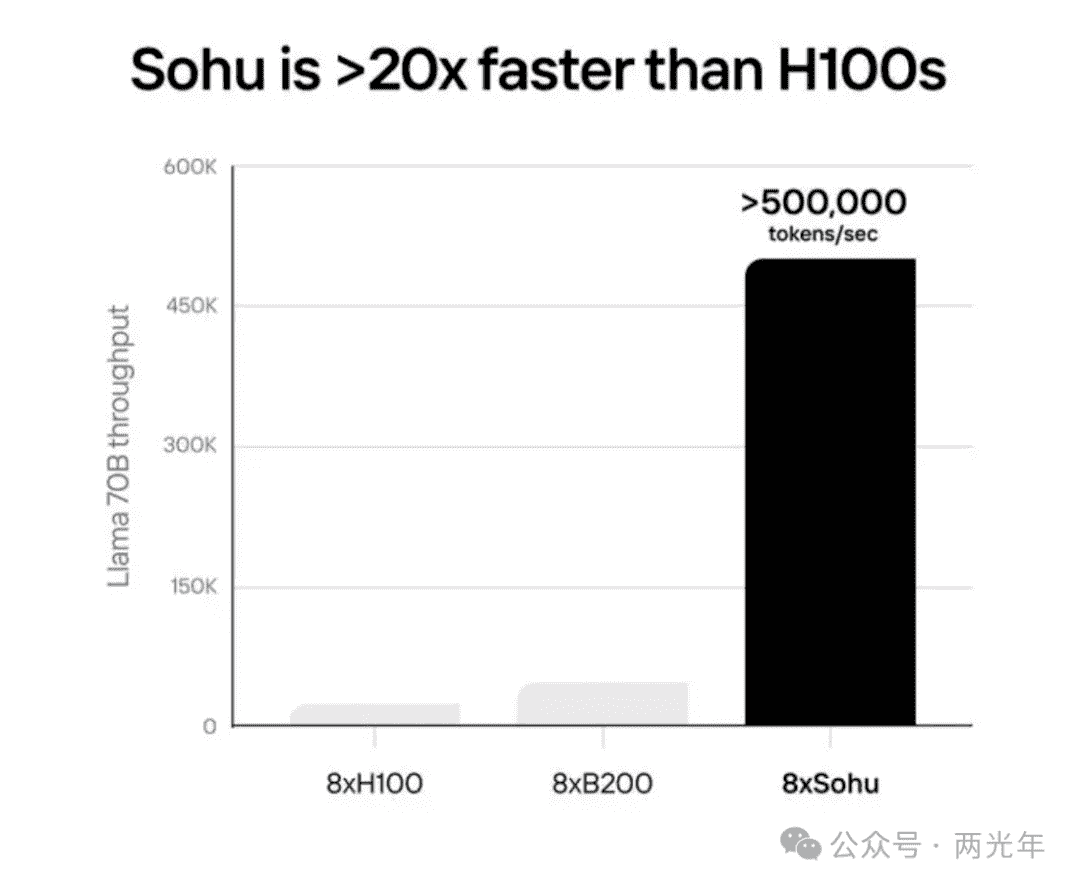 Sohu is >20x faster than H100s
600K
>500,000
tokens/sec
450K
Llama 70B throughput
300K
150K
0
8xH100
8xB200
8xSohu
公众号 · 两光年